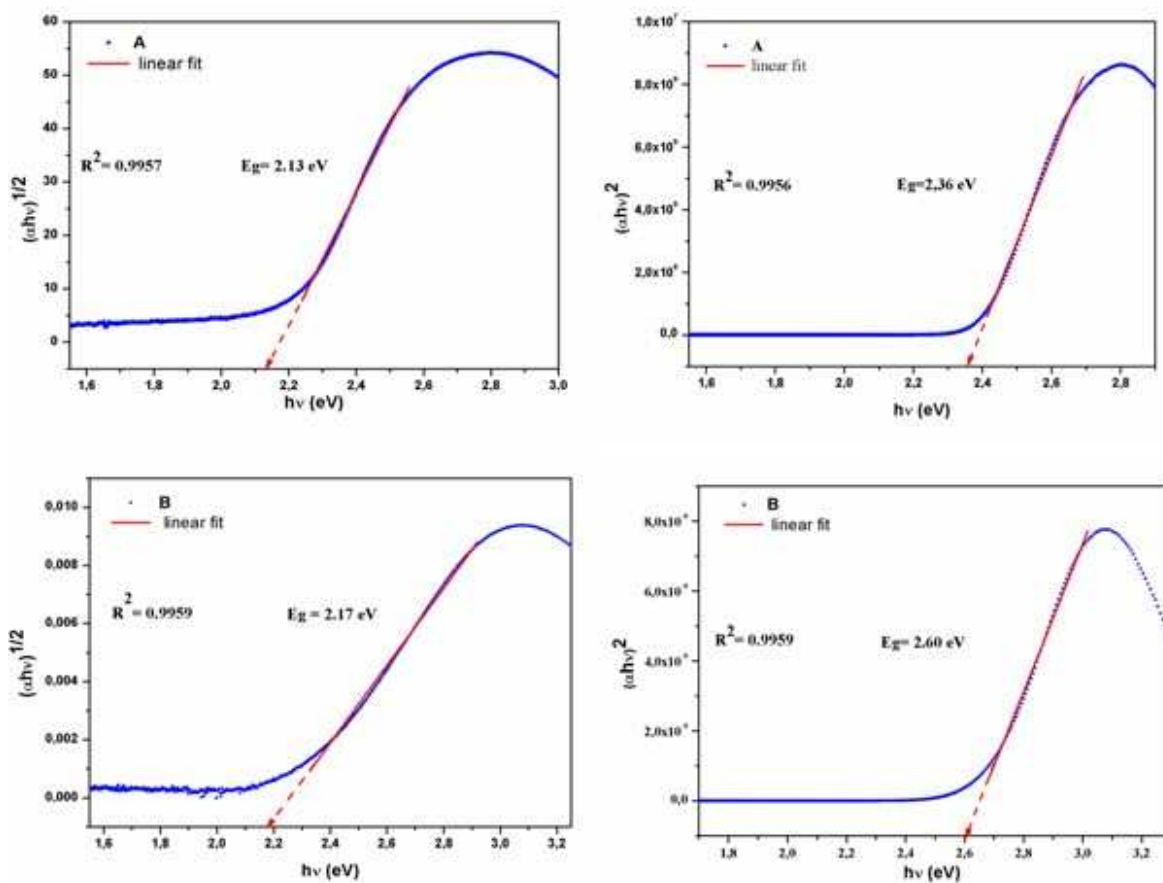 A
linear fit
R2= 0.9957
Eg= 2.13 eV
(αhν)1/2
60
50
40
30
20
10
0
1,6
1,8
2,0
2,2
2,4
2,6
2,8
3,0
hν (eV)
A
linear fit
R2= 0.9956
Eg=2,36 eV
(αhν)2
1,0x107
0,0
1,6
1,8
2,0
2,2
2,4
2,6
2,8
hν (eV)
B
linear fit
R2= 0.9959
Eg = 2.17 eV
(αhν)1/2
0,010
0,008
0,006
0,004
0,002
0,000
1,6
1,8
2,0
2,2
2,4
2,6
2,8
3,0
3,2
hν (eV)
B
linear fit
R2= 0.9959
Eg= 2.60 eV
(αhν)2
0,0
1,8
2,0
2,2
2,4
2,6
2,8
3,0
3,2
hν (eV)